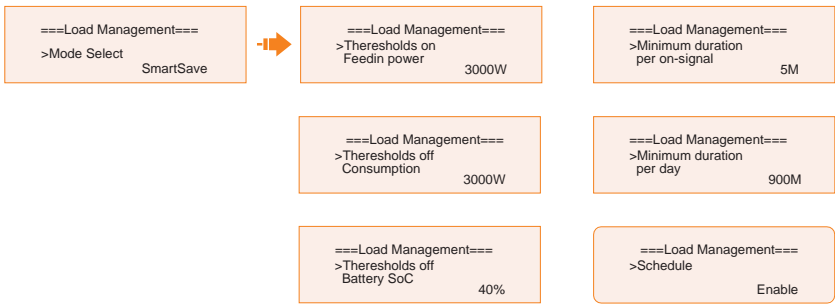 ===Load Management===
>Mode Select
SmartSave
===Load Management===
>Theresholds on
Feedin power
3000W
===Load Management===
>Minimum duration
per on-signal
5M
===Load Management===
>Theresholds off
Consumption
3000W
===Load Management===
>Minimum duration
per day
900M
===Load Management===
>Theresholds off
Battery SoC
40%
===Load Management===
>Schedule
Enable